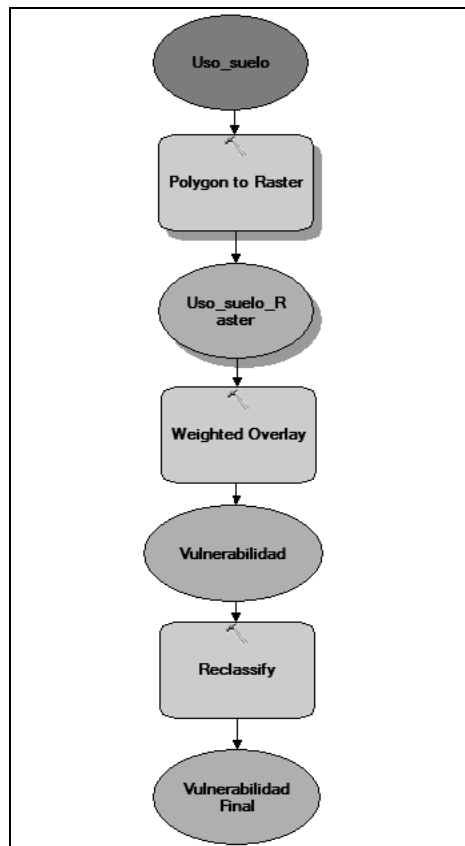 Uso_suelo
Polygon to Raster
Uso_suelo_R
aster
Weighted Overlay
Vulnerabilidad
Reclassify
Vulnerabilidad
Final